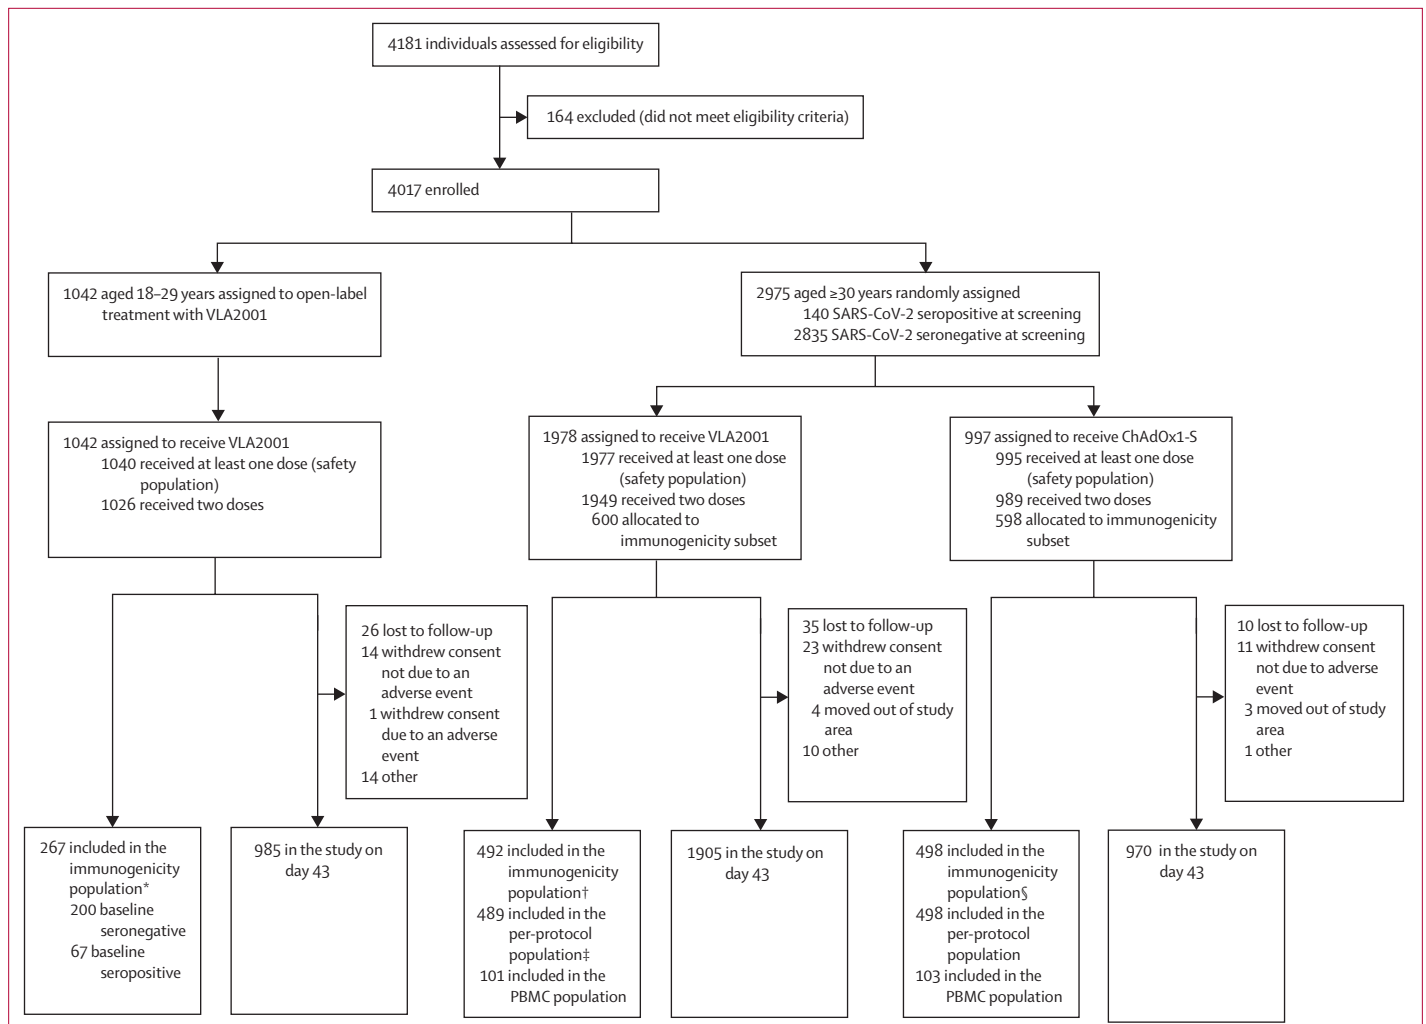 4181 individuals assessed for eligibility
164 excluded (did not meet eligibility criteria)
4017 enrolled
1042 aged 18–29 years assigned to open-label
treatment with VLA2001
2975 aged ≥30 years randomly assigned
140 SARS-CoV-2 seropositive at screening
2835 SARS-CoV-2 seronegative at screening
1042 assigned to receive VLA2001
1040 received at least one dose (safety
population)
1026 received two doses
1978 assigned to receive VLA2001
1977 received at least one dose
(safety population)
1949 received two doses
600 allocated to
immunogenicity subset
997 assigned to receive ChAdOx1-S
995 received at least one dose
(safety population)
989 received two doses
598 allocated to immunogenicity
subset
26 lost to follow-up
14 withdrew consent
not due to an
adverse event
1 withdrew consent
due to an adverse
event
14 other
35 lost to follow-up
23 withdrew consent
not due to an
adverse event
4 moved out of study
area
10 other
10 lost to follow-up
11 withdrew consent
not due to adverse
event
3 moved out of study
area
1 other
267 included in the
immunogenicity
population*
200 baseline
seronegative
67 baseline
seropositive
985 in the study on
day 43
492 included in the
immunogenicity
population†
489 included in the
per-protocol
population‡
101 included in the
PBMC population
1905 in the study on
day 43
498 included in the
immunogenicity
population§
498 included in the
per-protocol
population
103 included in the
PBMC population
970 in the study on
day 43